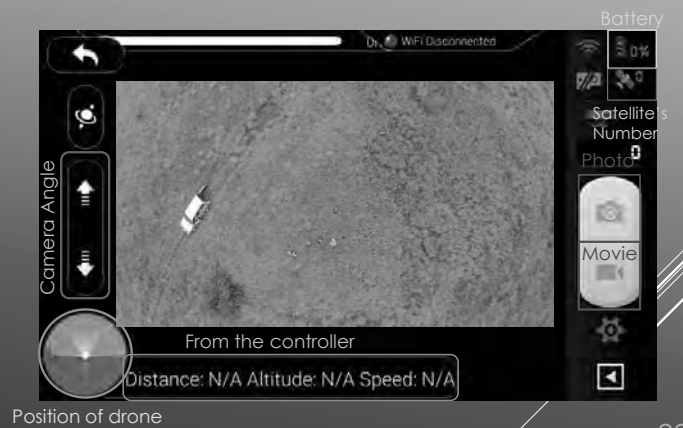 Battery
WiFi Disconnected
0%
0
Satellite's
Number
0
Photo
Camera Angle
Movie
From the controller
Distance: N/A Altitude: N/A Speed: N/A
Position of drone